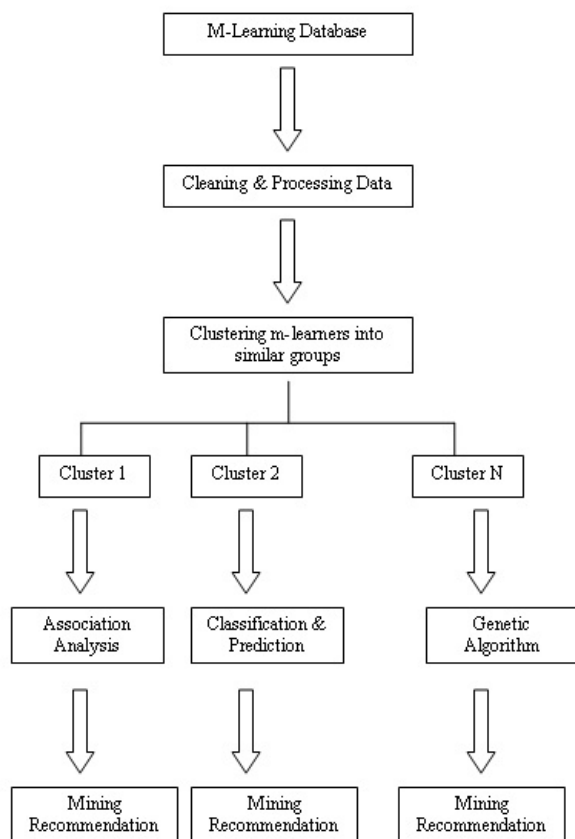 M-Learning Database
Cleaning & Processing Data
Clustering m-learners into
similar groups
Cluster 1
Cluster 2
Cluster N
Association
Analysis
Classification &
Prediction
Genetic
Algorithm
Mining
Recommendation
Mining
Recommendation
Mining
Recommendation